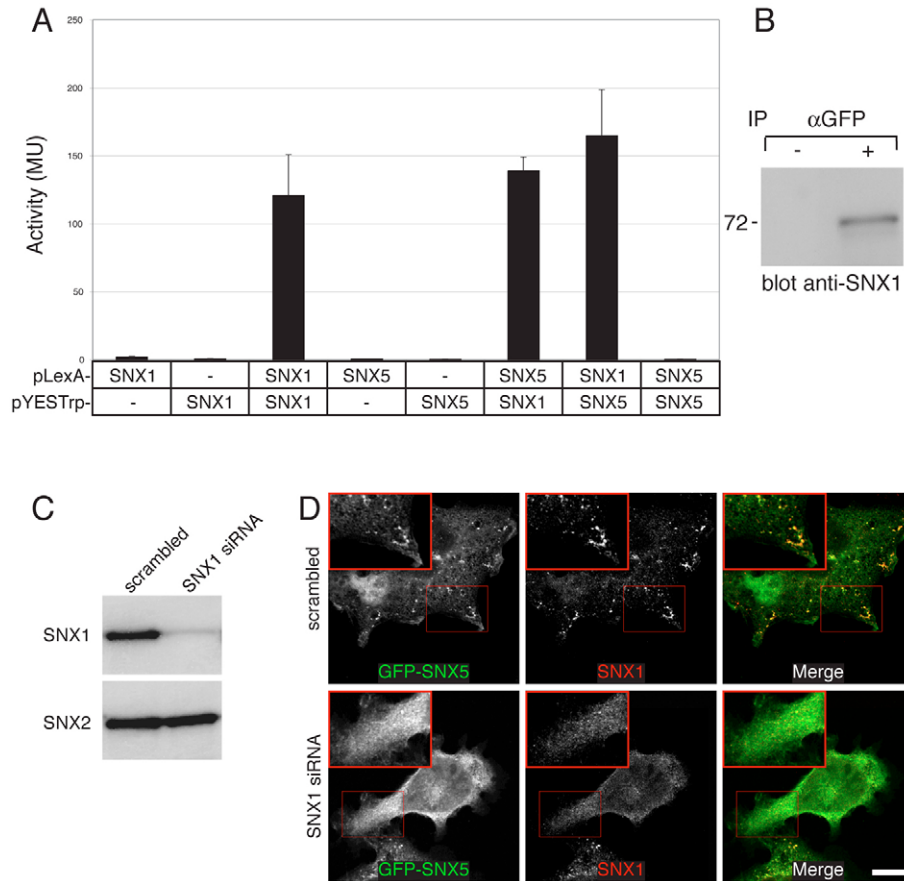 A
250
200
150
100
50
0
Activity (MU)
pLexA- SNX1 - SNX1 SNX5 - SNX5 SNX1 SNX5
pYESTrp- - SNX1 SNX1 - SNX5 SNX1 SNX5 SNX5
B
IP αGFP
- +
72-
blot anti-SNX1
C
scrambled SNX1 siRNA
SNX1
SNX2
D
scrambled
GFP-SNX5 SNX1 Merge
SNX1 siRNA
GFP-SNX5 SNX1 Merge